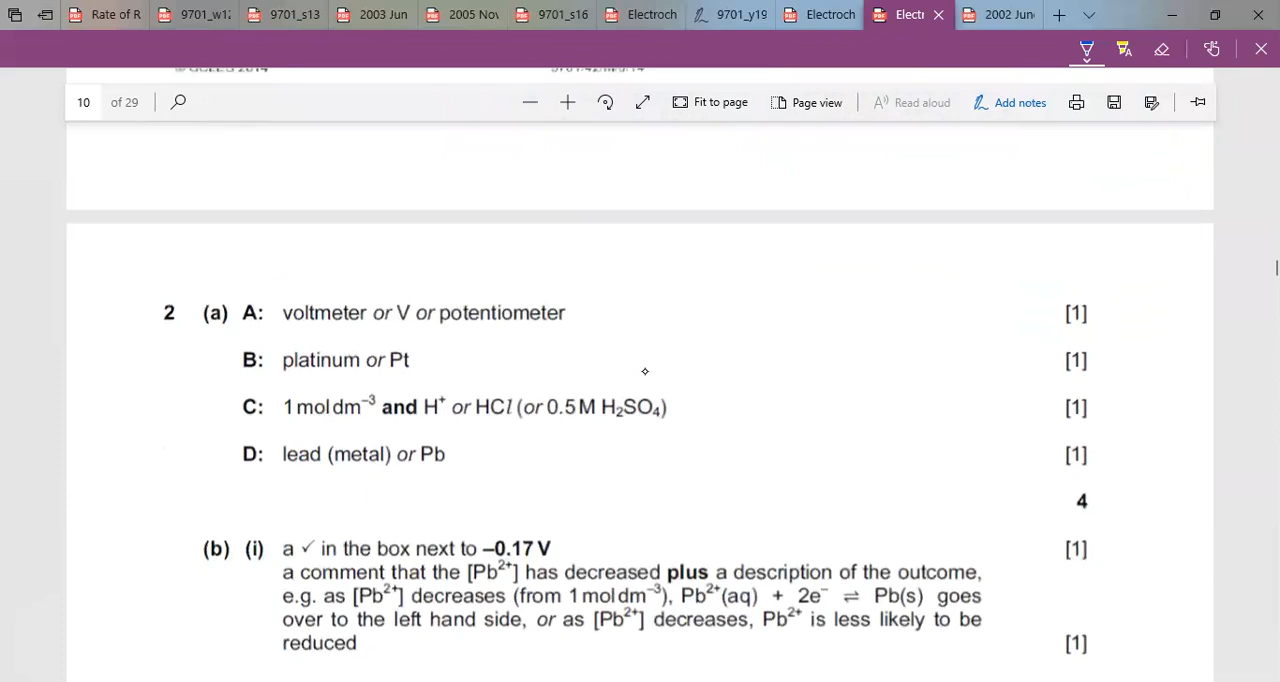 Rate of R 9701_w12 9701_s13 2003 Jun 2005 Nov 9701_s16 Electroch 9701_y19 Electroch Electr 2002 June
10 of 29 Fit to page Page view Read aloud Add notes
2 (a) A: voltmeter or V or potentiometer [1]
B: platinum or Pt [1]
C: 1 mol dm⁻³ and H⁺ or HCl (or 0.5 M H₂SO₄) [1]
D: lead (metal) or Pb [1]
4
(b) (i) a ✓ in the box next to –0.17 V [1]
a comment that the [Pb²⁺] has decreased plus a description of the outcome,
e.g. as [Pb²⁺] decreases (from 1 mol dm⁻³), Pb²⁺(aq) + 2e⁻ ⇌ Pb(s) goes
over to the left hand side, or as [Pb²⁺] decreases, Pb²⁺ is less likely to be
reduced [1]